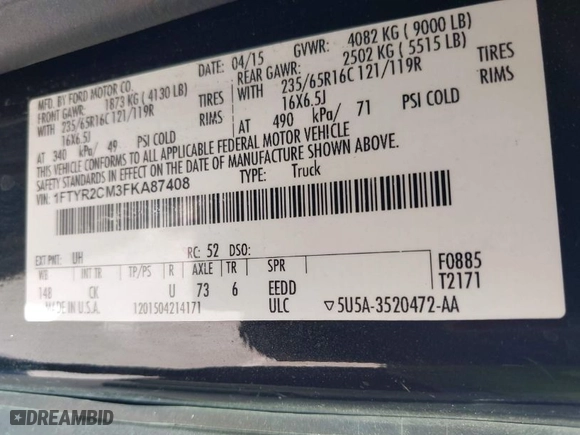 MFD. BY FORD MOTOR CO.
DATE: 04/15
GVWR: 4082 KG ( 9000 LB)
FRONT GAWR: 1873 KG ( 4130 LB)
REAR GAWR: 2502 KG ( 5515 LB)
WITH 235/65R16C 121/119R TIRES
WITH 235/65R16C 121/119R TIRES
16X6.5J RIMS
16X6.5J RIMS
AT 340 kPa/ 49 PSI COLD
AT 490 kPa/ 71 PSI COLD
THIS VEHICLE CONFORMS TO ALL APPLICABLE FEDERAL MOTOR VEHICLE
SAFETY STANDARDS IN EFFECT ON THE DATE OF MANUFACTURE SHOWN ABOVE.
VIN: 1FTYR2CM3FKA87408
TYPE: Truck
EXT PNT: UH RC: 52 DSO:
WB INT TR TP/PS R AXLE TR SPR
148 CK U 73 6 EEDD
F0885
T2171
MADE IN U.S.A. 1201504214171 ULC ▽5U5A-3520472-AA
DREAMBID